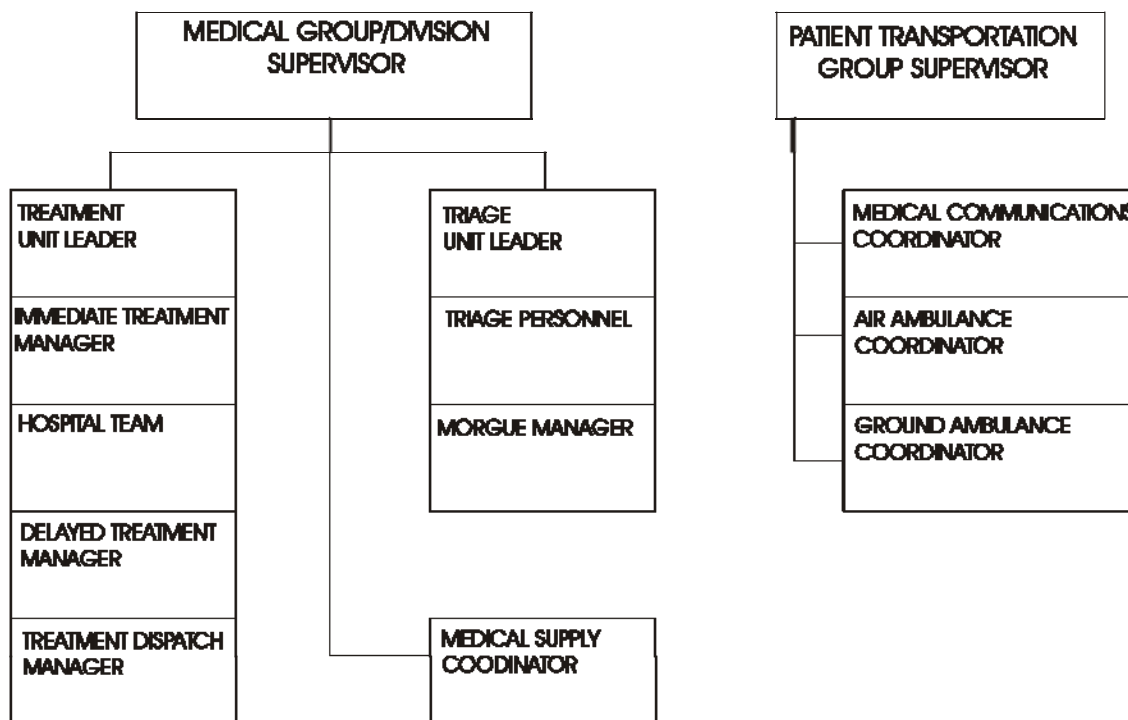 MEDICAL GROUP/DIVISION
SUPERVISOR
PATIENT TRANSPORTATION
GROUP SUPERVISOR
TREATMENT
UNIT LEADER
IMMEDIATE TREATMENT
MANAGER
HOSPITAL TEAM
DELAYED TREATMENT
MANAGER
TREATMENT DISPATCH
MANAGER
TRIAGE
UNIT LEADER
TRIAGE PERSONNEL
MORGUE MANAGER
MEDICAL SUPPLY
COODINATOR
MEDICAL COMMUNICATIONS
COORDINATOR
AIR AMBULANCE
COORDINATOR
GROUND AMBULANCE
COORDINATOR